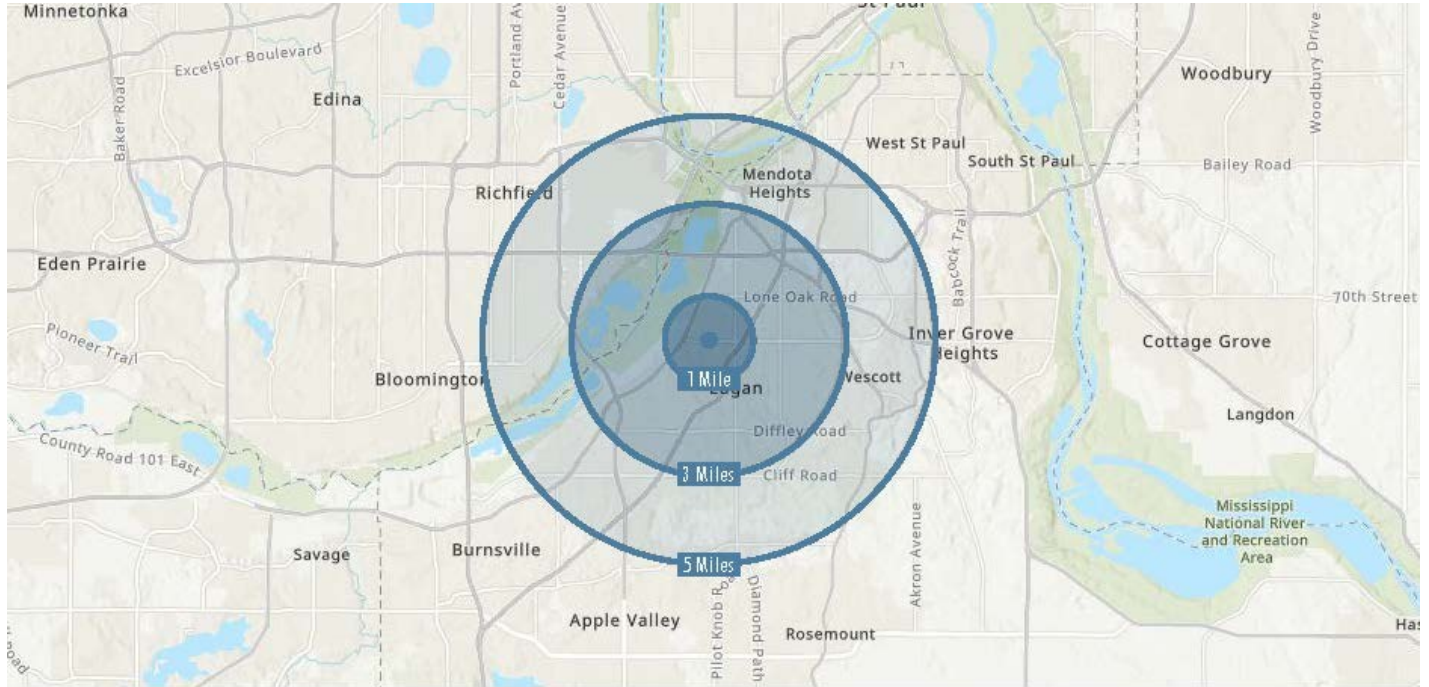 Minnetonka
Excelsior Boulevard
Portland Av
Cedar Avenue
St Paul
Woodbury
Woodbury Drive
Baker Road
Edina
West St Paul
South St Paul
Bailey Road
Richfield
Mendota
Heights
Eden Prairie
Babcock Trail
Lone Oak Road
70th Street
Pioneer Trail
Inver Grove
Heights
Cottage Grove
Bloomington
1 Mile
Eagan
Wescott
Langdon
County Road 101 East
Diffley Road
3 Miles
Cliff Road
Mississippi
National River
and Recreation
Area
Savage
Burnsville
5 Miles
Akron Avenue
Apple Valley
Pilot Knob Roa
Diamond Path
Rosemount
Has